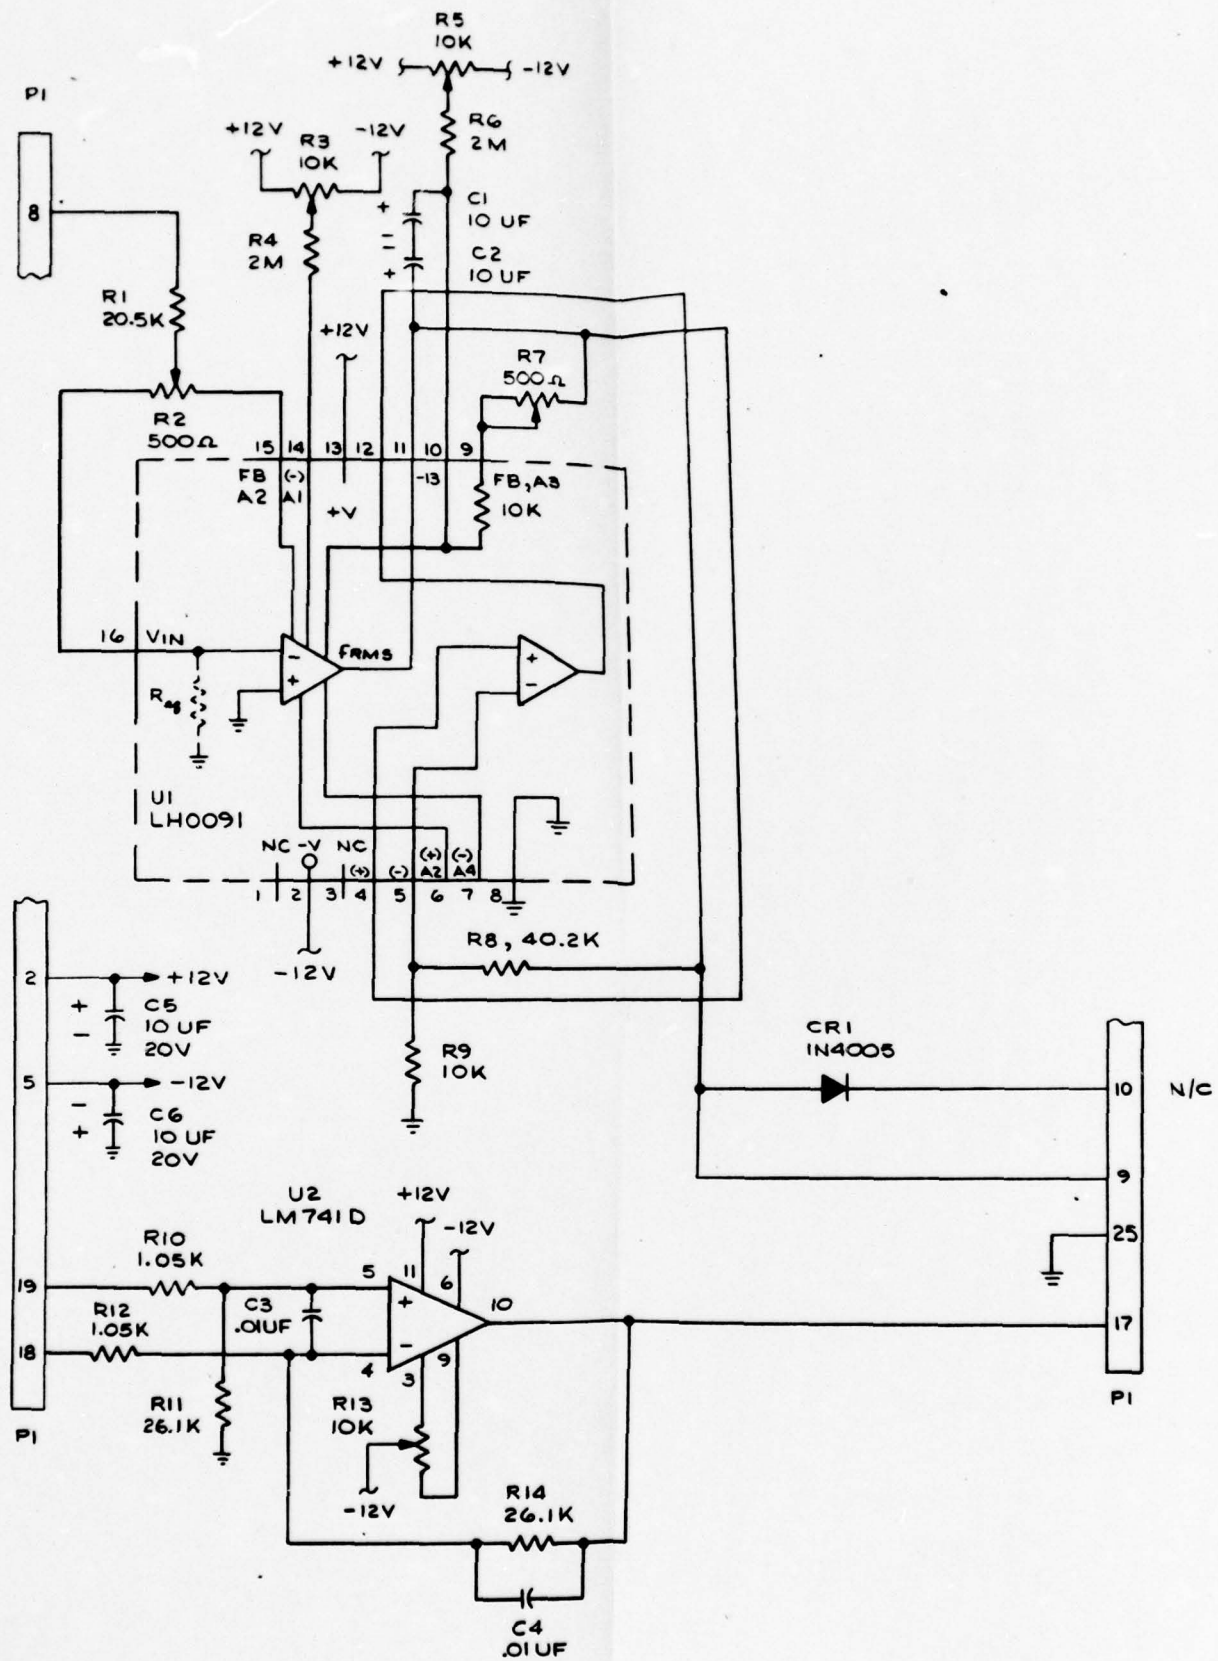 R5
10K
+12V
-12V
P1
8
+12V
R3
10K
-12V
R6
2M
R4
2M
+
-
-
+
C1
10 UF
C2
10 UF
R1
20.5K
+12V
R7
500Ω
R2
500Ω
15
14
13
12
11
10
9
FB
A2
(-)
A1
+V
-13
FB, A3
10K
16
VIN
-
+
fRMS
+
-
Req
U1
LH0091
NC
-V
NC
(+)
(-)
(+)
A2
(-)
A4
1
2
3
4
5
6
7
8
-12V
R8, 40.2K
2
+12V
+
-
C5
10 UF
20V
5
-12V
-
+
C6
10 UF
20V
R9
10K
CR1
1N4005
10
N/C
9
25
17
P1
U2
LM741D
+12V
-12V
R10
1.05K
19
R12
1.05K
18
C3
.01UF
5
11
6
+
-
10
4
3
9
R11
26.1K
P1
R13
10K
-12V
R14
26.1K
C4
.01UF